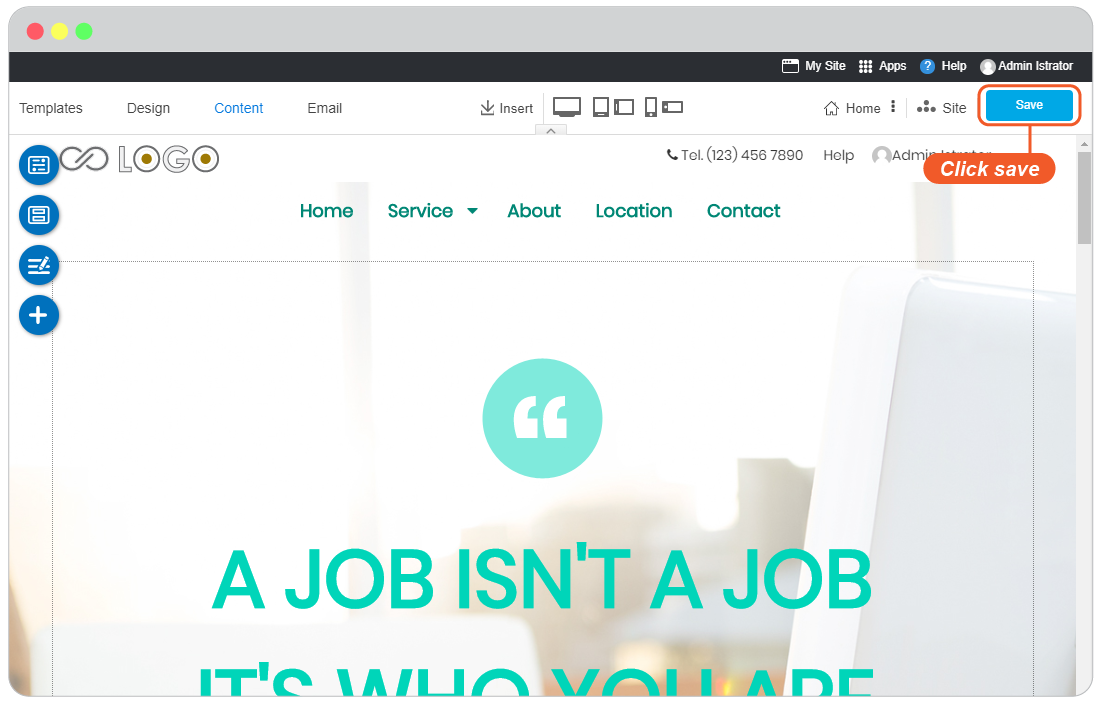 My Site Apps ? Help Admin Istrator
Templates Design Content Email Insert Home Site Save
LOGO Tel. (123) 456 7890 Help Admin Istrator
Click save
Home Service About Location Contact
“
A JOB ISN'T A JOB
IT'S WHO YOU ARE